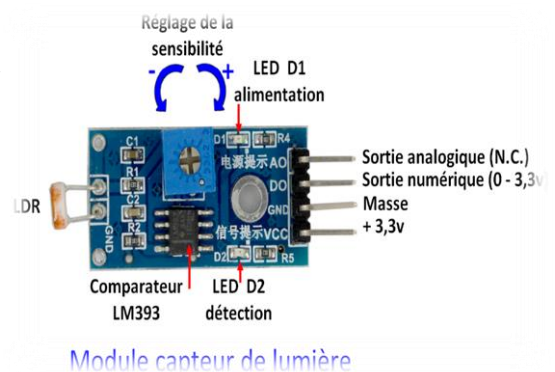 Réglage de la
sensibilité
- +
LED D1
alimentation
C1
D1
R4
电源提示
AO
Sortie analogique (N.C.)
R1
DO
Sortie numérique (0 - 3,3v)
LDR
C2
GND
Masse
R2
GND
信号提示
VCC
+ 3,3v
D2
R5
Comparateur
LM393
LED D2
détection
Module capteur de lumière